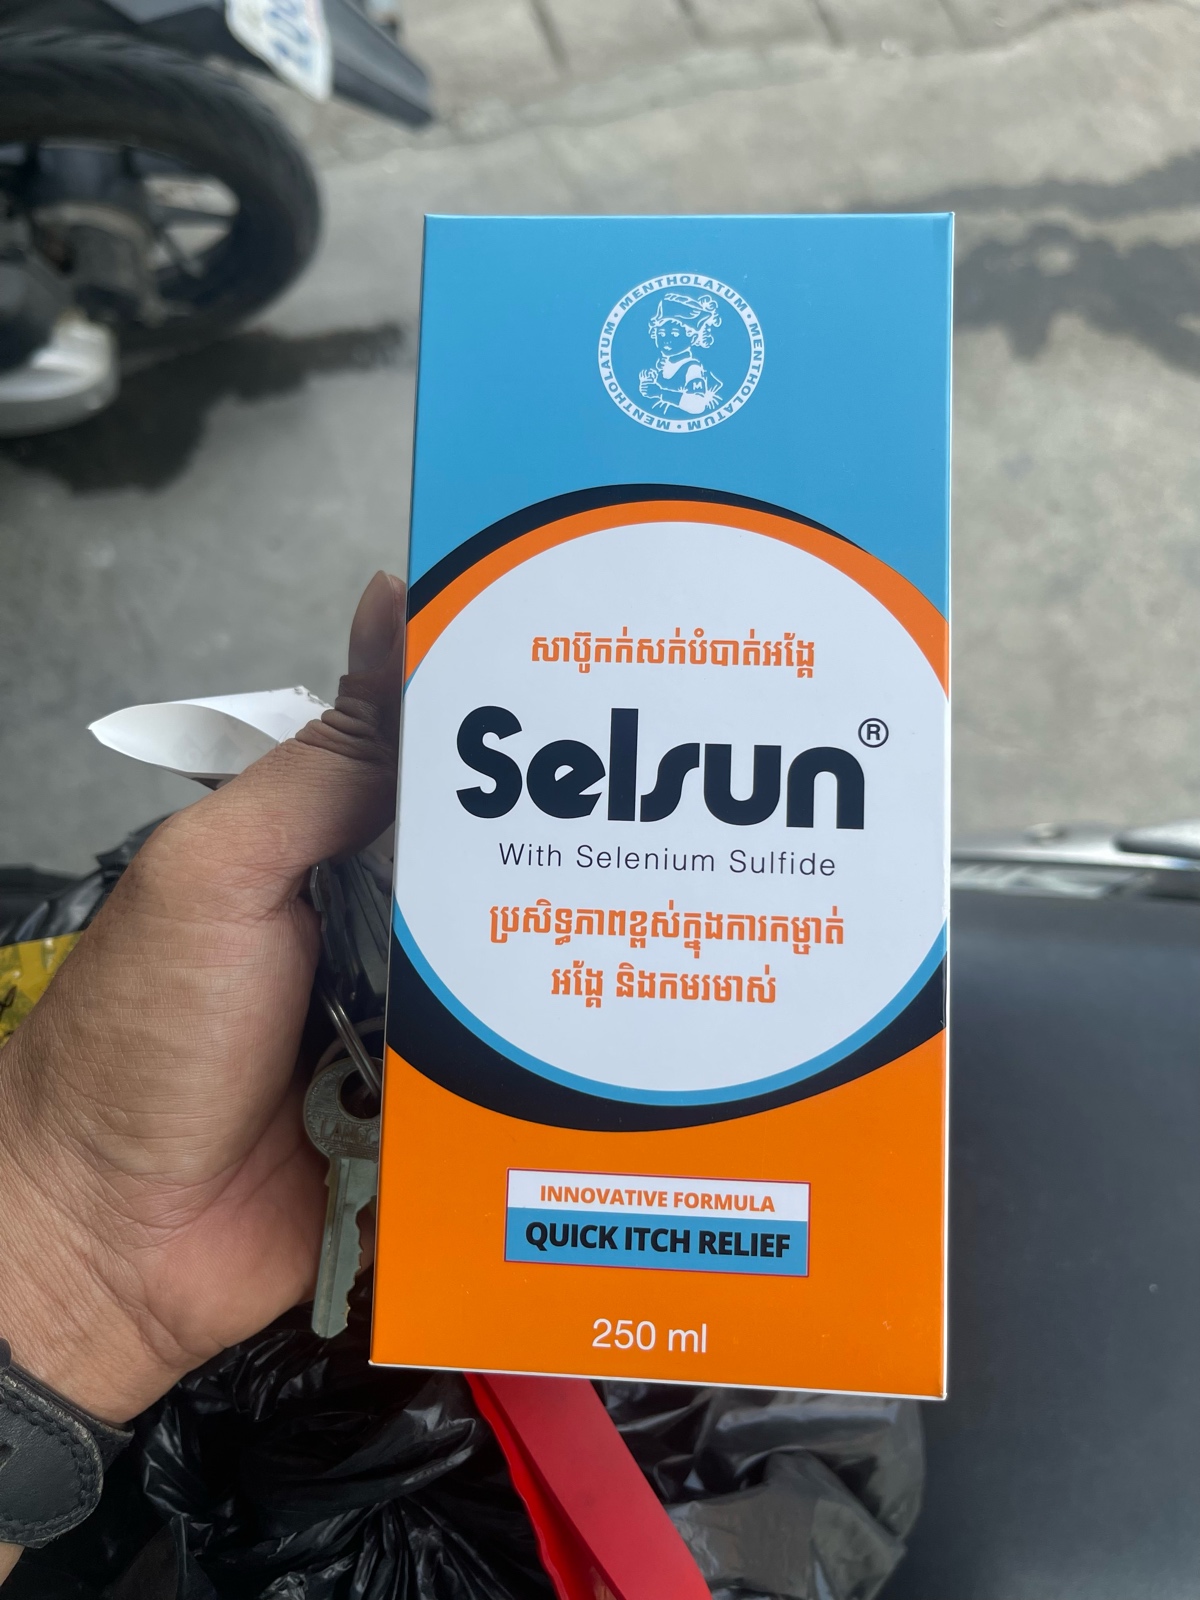 MENTHOLATUM • MENTHOLATUM • MENTHOLATUM • MENTHOLATUM •
M
សាប៊ូកក់សក់បំបាត់អង្គែ
Selsun®
With Selenium Sulfide
ប្រសិទ្ធភាពខ្ពស់ក្នុងការកម្ចាត់
អង្គែ និងកមរមាស់
INNOVATIVE FORMULA
QUICK ITCH RELIEF
250 ml